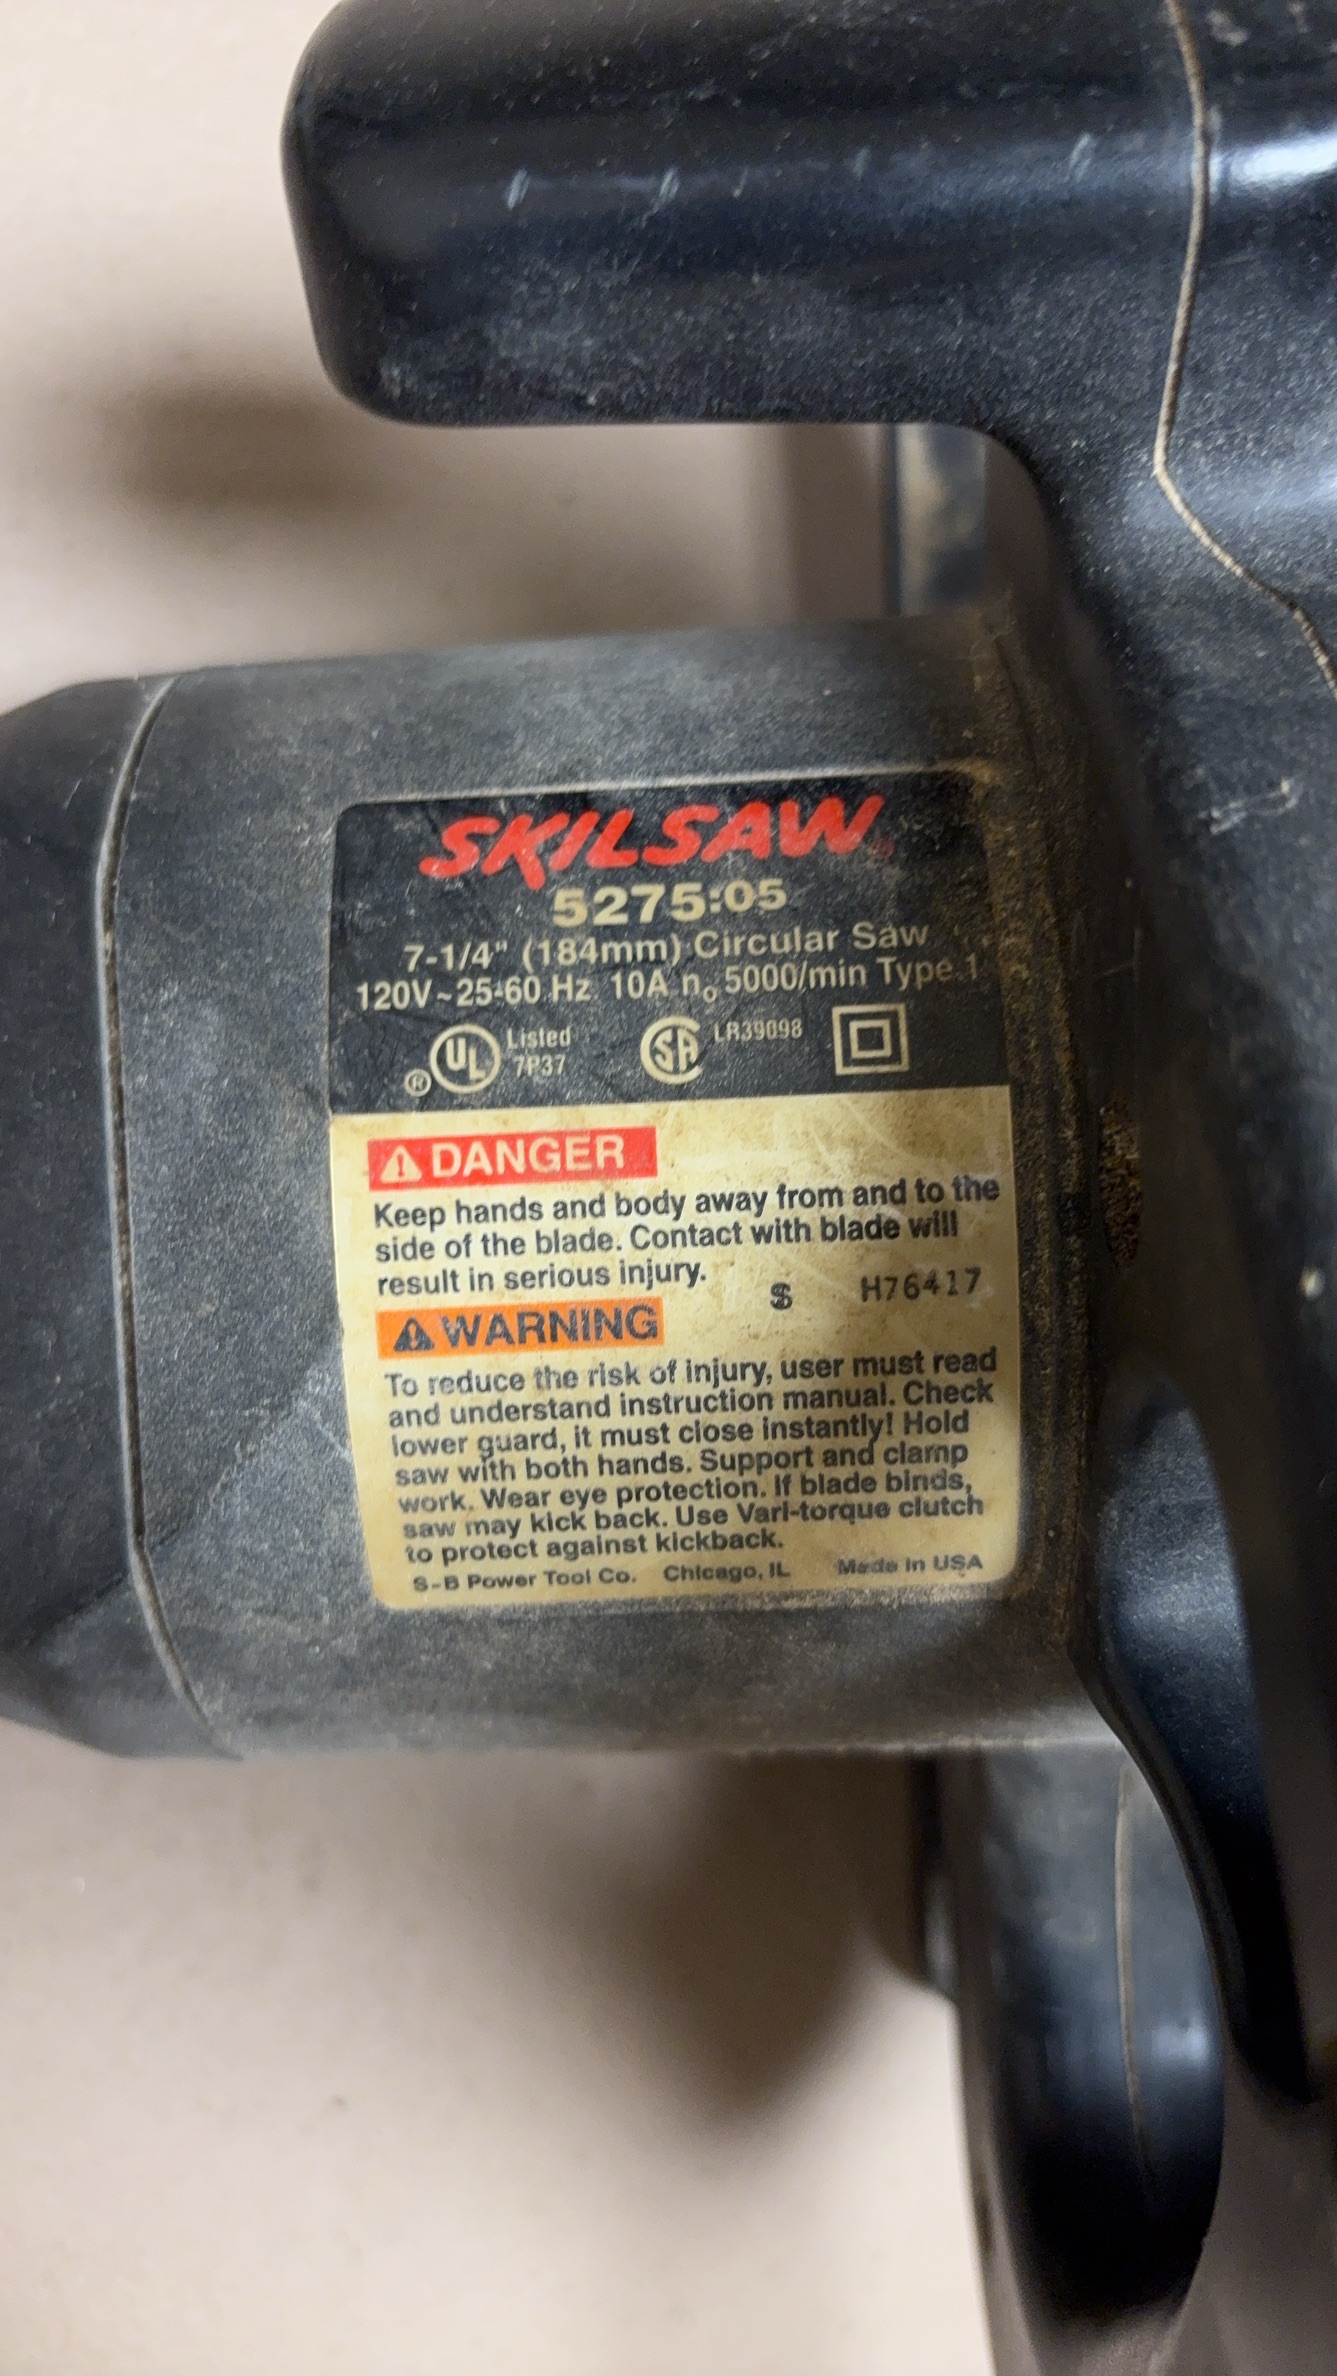 SKILSAW®
5275:05
7-1/4" (184mm) Circular Saw
120V~25-60 Hz 10A n₀ 5000/min Type 1
® UL Listed 7P37 SA LR39098
DANGER
Keep hands and body away from and to the
side of the blade. Contact with blade will
result in serious injury.
S H76417
WARNING
To reduce the risk of injury, user must read
and understand instruction manual. Check
lower guard, it must close instantly! Hold
saw with both hands. Support and clamp
work. Wear eye protection. If blade binds,
saw may kick back. Use Vari-torque clutch
to protect against kickback.
S-B Power Tool Co. Chicago, IL Made in USA